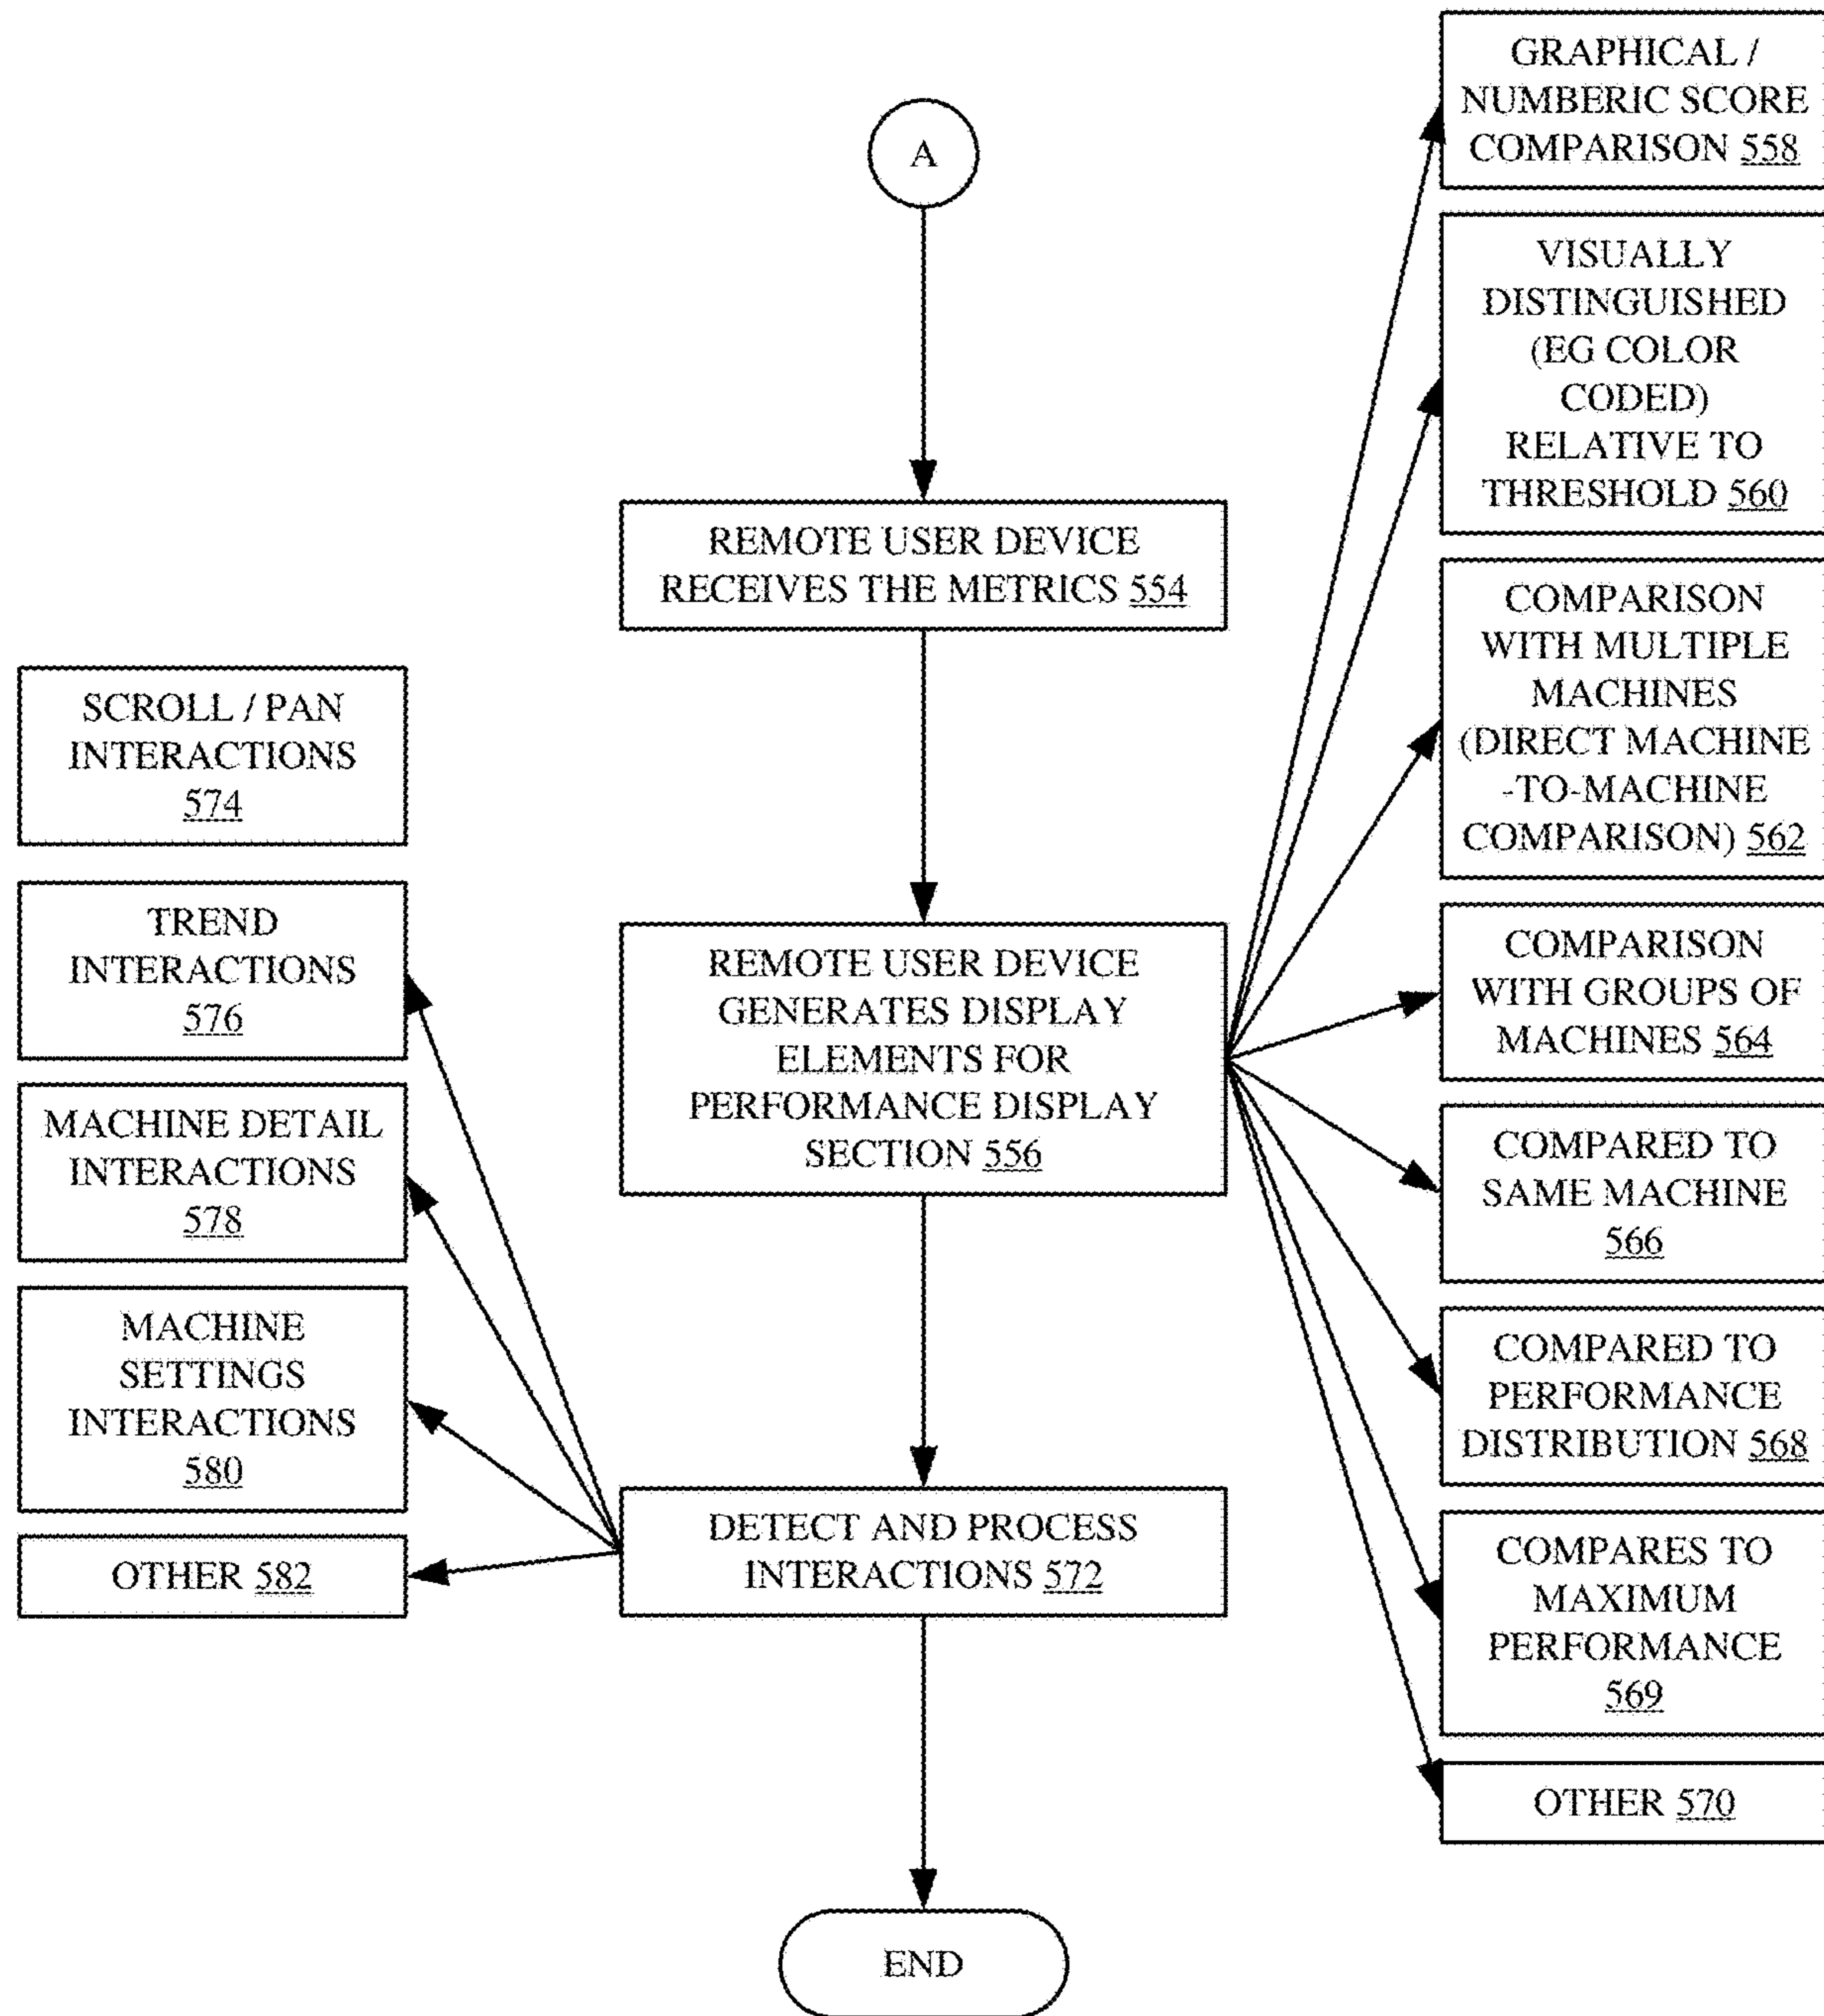 A
REMOTE USER DEVICE
RECEIVES THE METRICS 554
REMOTE USER DEVICE
GENERATES DISPLAY
ELEMENTS FOR
PERFORMANCE DISPLAY
SECTION 556
DETECT AND PROCESS
INTERACTIONS 572
END
SCROLL / PAN
INTERACTIONS
574
TREND
INTERACTIONS
576
MACHINE DETAIL
INTERACTIONS
578
MACHINE
SETTINGS
INTERACTIONS
580
OTHER 582
GRAPHICAL /
NUMBERIC SCORE
COMPARISON 558
VISUALLY
DISTINGUISHED
(EG COLOR
CODED)
RELATIVE TO
THRESHOLD 560
COMPARISON
WITH MULTIPLE
MACHINES
(DIRECT MACHINE
-TO-MACHINE
COMPARISON) 562
COMPARISON
WITH GROUPS OF
MACHINES 564
COMPARED TO
SAME MACHINE
566
COMPARED TO
PERFORMANCE
DISTRIBUTION 568
COMPARES TO
MAXIMUM
PERFORMANCE
569
OTHER 570